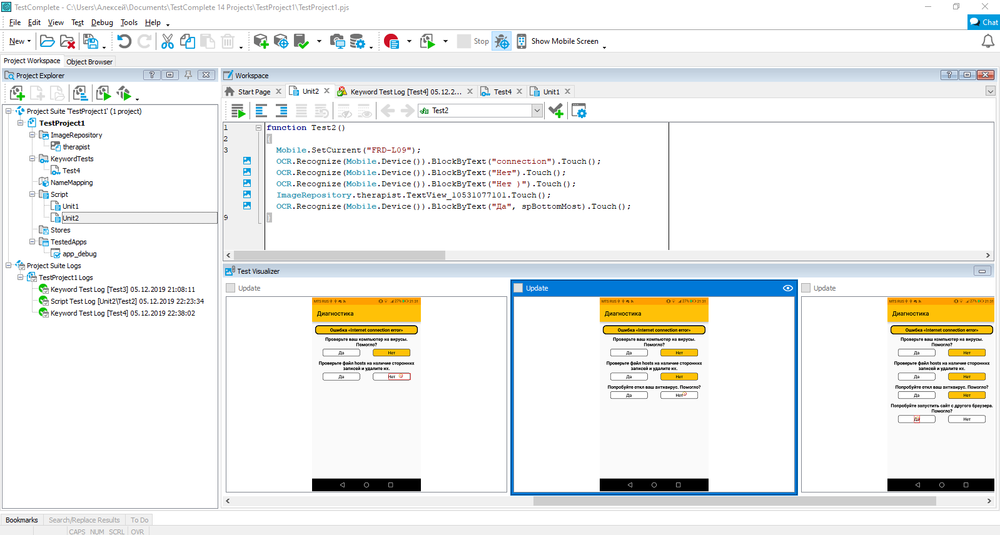 TestComplete - C:\Users\Алексей\Documents\TestComplete 14 Projects\TestProject1\TestProject1.pjs
File Edit View Test Debug Tools Help
Chat
New Stop Show Mobile Screen
Project Workspace Object Browser
Project Explorer
Project Suite 'TestProject1' (1 project)
TestProject1
ImageRepository
therapist
KeywordTests
Test4
NameMapping
Script
Unit1
Unit2
Stores
TestedApps
app_debug
Project Suite Logs
TestProject1 Logs
Keyword Test Log [Test3] 05.12.2019 21:08:11
Script Test Log [Unit2\Test2] 05.12.2019 22:23:34
Keyword Test Log [Test4] 05.12.2019 22:38:02
Workspace
Start Page Unit2 Keyword Test Log [Test4] 05.12.2... Test4 Unit1
Test2
1 function Test2()
2 {
3 Mobile.SetCurrent("FRD-L09");
OCR.Recognize(Mobile.Device()).BlockByText("connection").Touch();
OCR.Recognize(Mobile.Device()).BlockByText("Нет").Touch();
OCR.Recognize(Mobile.Device()).BlockByText("Нет )").Touch();
ImageRepository.therapist.TextView_10531077101.Touch();
OCR.Recognize(Mobile.Device()).BlockByText("Да", spBottomMost).Touch();
9 }
Test Visualizer
Update
MTS RUS 27% 21:31
Диагностика
Ошибка «Internet connection error»
Проверьте ваш компьютер на вирусы.
Помогло?
Да Нет
Проверьте файл hosts на наличие сторонних
записей и удалите их.
Да Нет
Update
MTS RUS 27% 21:31
Диагностика
Ошибка «Internet connection error»
Проверьте ваш компьютер на вирусы.
Помогло?
Да Нет
Проверьте файл hosts на наличие сторонних
записей и удалите их.
Да Нет
Попробуйте откл ваш антивирус. Помогло?
Да Нет
Update
MTS RUS 27% 21:31
Диагностика
Ошибка «Internet connection error»
Проверьте ваш компьютер на вирусы.
Помогло?
Да Нет
Проверьте файл hosts на наличие сторонних
записей и удалите их.
Да Нет
Попробуйте откл ваш антивирус. Помогло?
Да Нет
Попробуйте запустить сайт с другого браузера.
Помогло?
Да Нет
Bookmarks Search/Replace Results To Do
CAPS NUM SCRL OVR